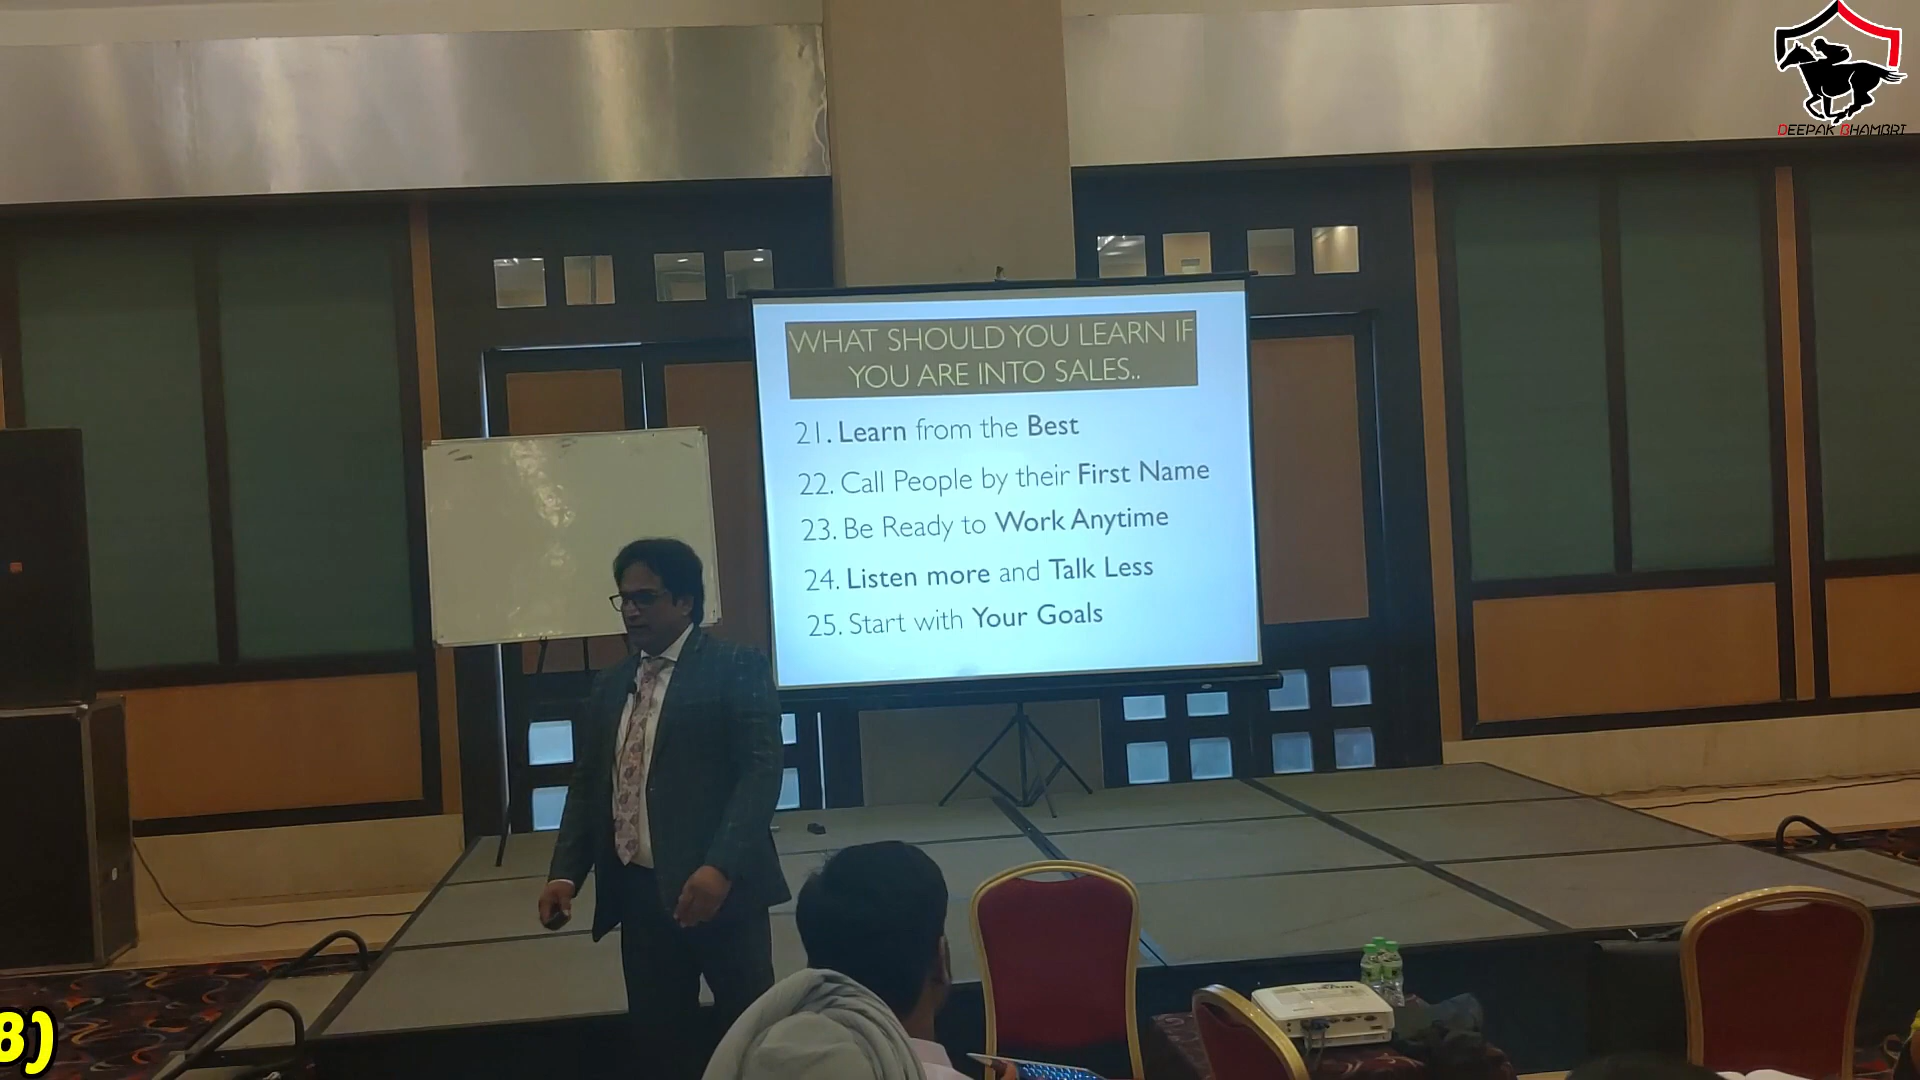 DEEPAK BHAMBRI
WHAT SHOULD YOU LEARN IF
YOU ARE INTO SALES..
21. Learn from the Best
22. Call People by their First Name
23. Be Ready to Work Anytime
24. Listen more and Talk Less
25. Start with Your Goals
8)